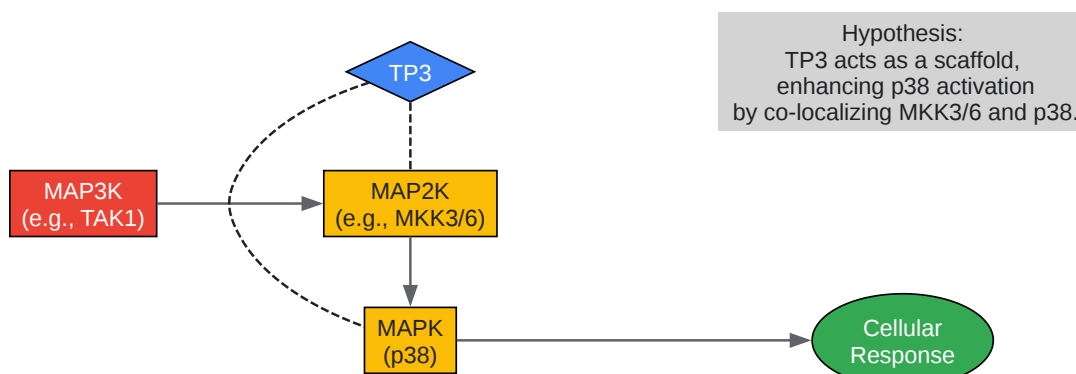 Hypothesis:
TP3 acts as a scaffold,
enhancing p38 activation
by co-localizing MKK3/6 and p38.
TP3
MAP3K
(e.g., TAK1)
MAP2K
(e.g., MKK3/6)
MAPK
(p38)
Cellular
Response